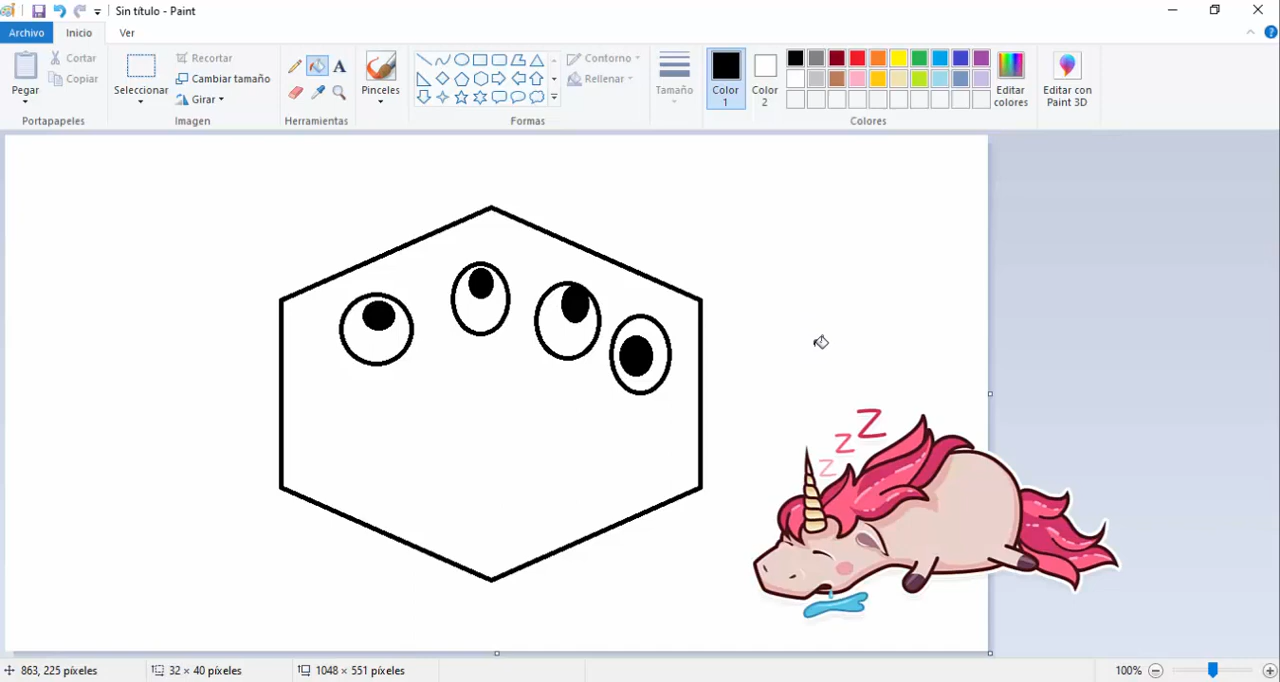 Sin título - Paint
Archivo Inicio Ver
Pegar
Cortar
Copiar
Portapapeles
Seleccionar
Recortar
Cambiar tamaño
Girar
Imagen
A
Herramientas
Pinceles
Contorno
Rellenar
Formas
Tamaño
Color
1
Color
2
Editar
colores
Colores
Editar con
Paint 3D
z z Z
863, 225 píxeles 32 × 40 píxeles 1048 × 551 píxeles 100%